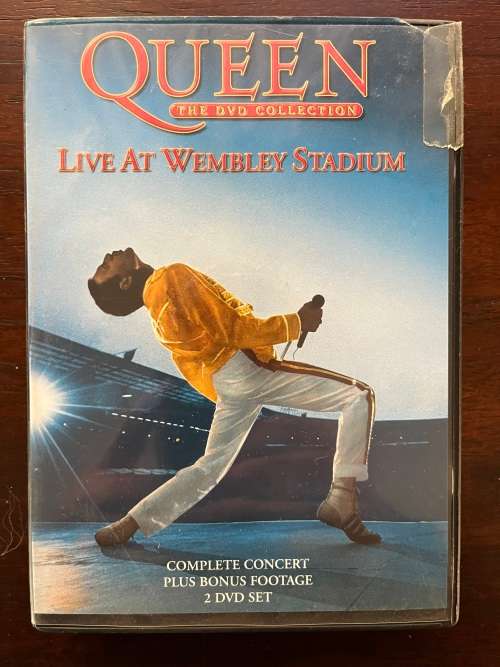 QUEEN
THE DVD COLLECTION
LIVE AT WEMBLEY STADIUM
COMPLETE CONCERT
PLUS BONUS FOOTAGE
2 DVD SET